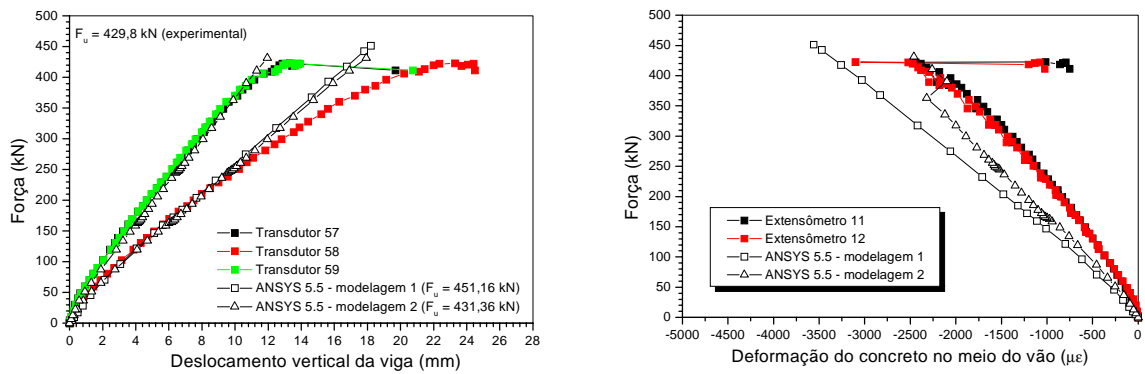 F_u = 429,8 kN (experimental)
Força (kN)
500
450
400
350
300
250
200
150
100
50
0
0 2 4 6 8 10 12 14 16 18 20 22 24 26 28
Deslocamento vertical da viga (mm)
Transdutor 57
Transdutor 58
Transdutor 59
ANSYS 5.5 - modelagem 1 (F_u = 451,16 kN)
ANSYS 5.5 - modelagem 2 (F_u = 431,36 kN)
Força (kN)
500
450
400
350
300
250
200
150
100
50
0
-5000 -4500 -4000 -3500 -3000 -2500 -2000 -1500 -1000 -500 0
Deformação do concreto no meio do vão (με)
Extensômetro 11
Extensômetro 12
ANSYS 5.5 - modelagem 1
ANSYS 5.5 - modelagem 2